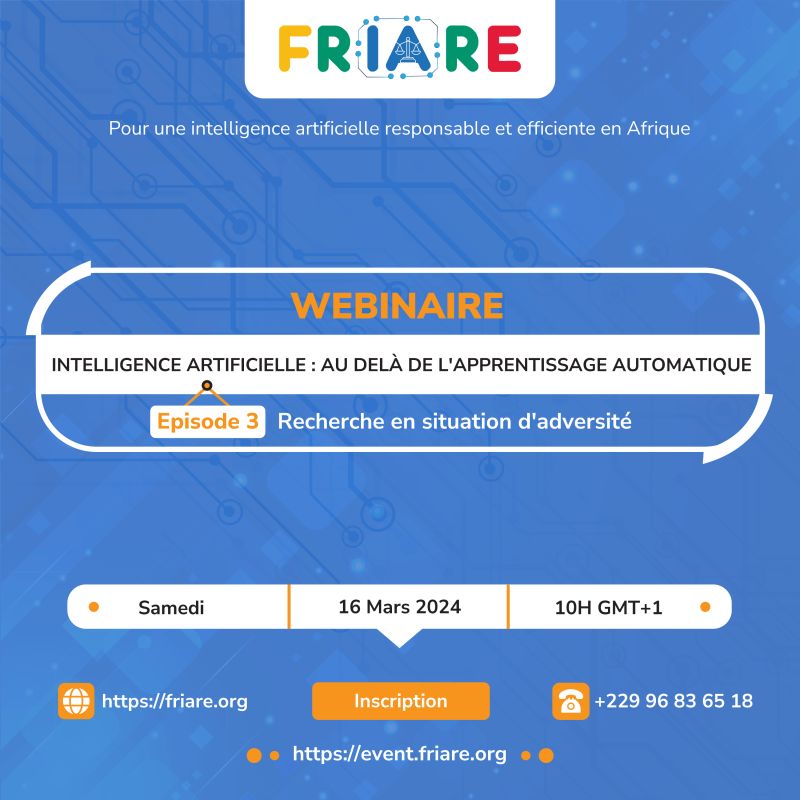 FRIARE
Pour une intelligence artificielle responsable et efficiente en Afrique
WEBINAIRE
INTELLIGENCE ARTIFICIELLE : AU DELÀ DE L'APPRENTISSAGE AUTOMATIQUE
Episode 3 Recherche en situation d'adversité
Samedi 16 Mars 2024 10H GMT+1
https://friare.org Inscription +229 96 83 65 18
https://event.friare.org